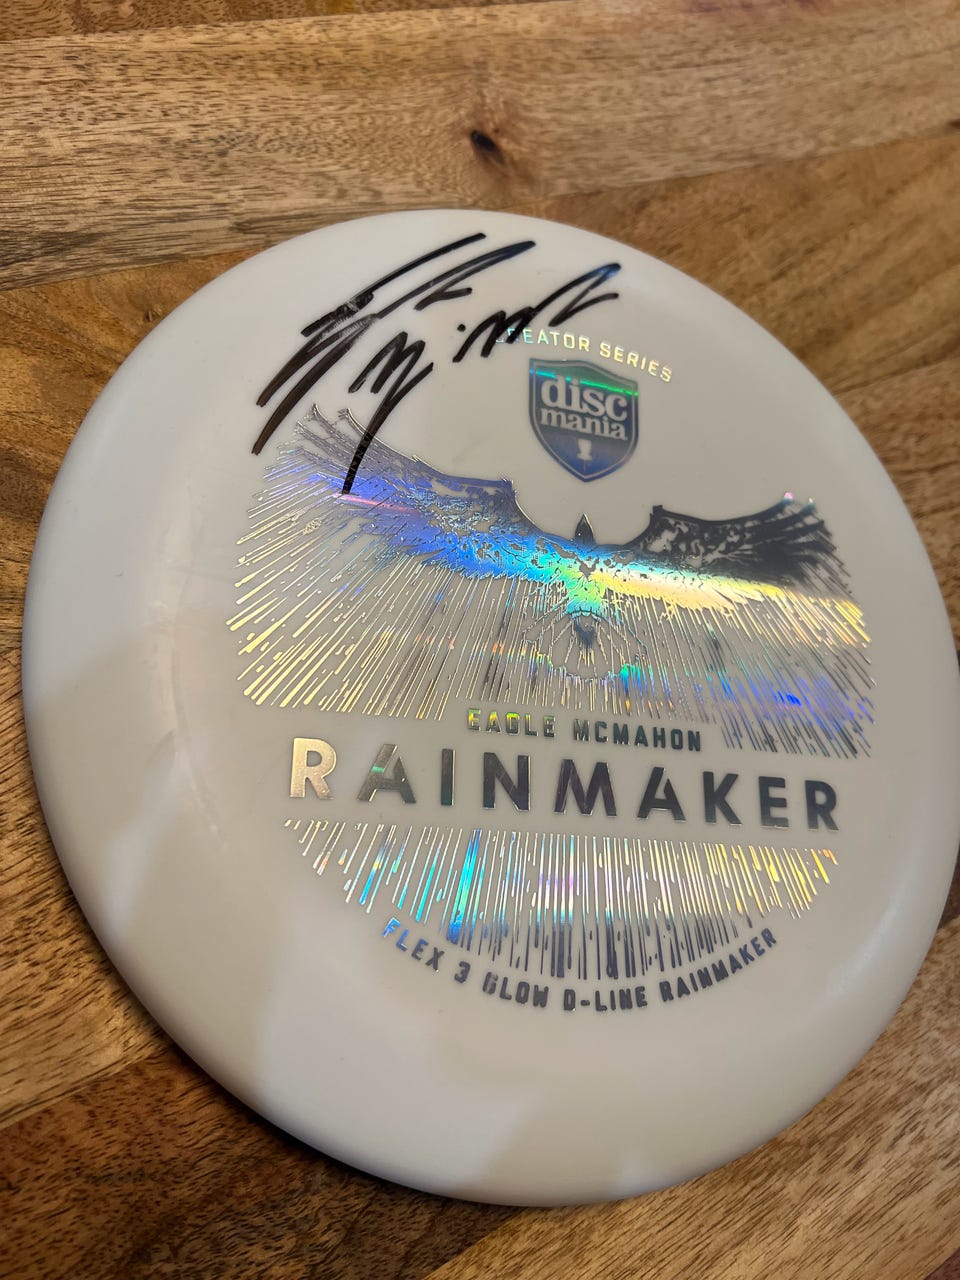 CREATOR SERIES
disc
mania
EAGLE MCMAHON
RAINMAKER
FLEX 3 GLOW D-LINE RAINMAKER